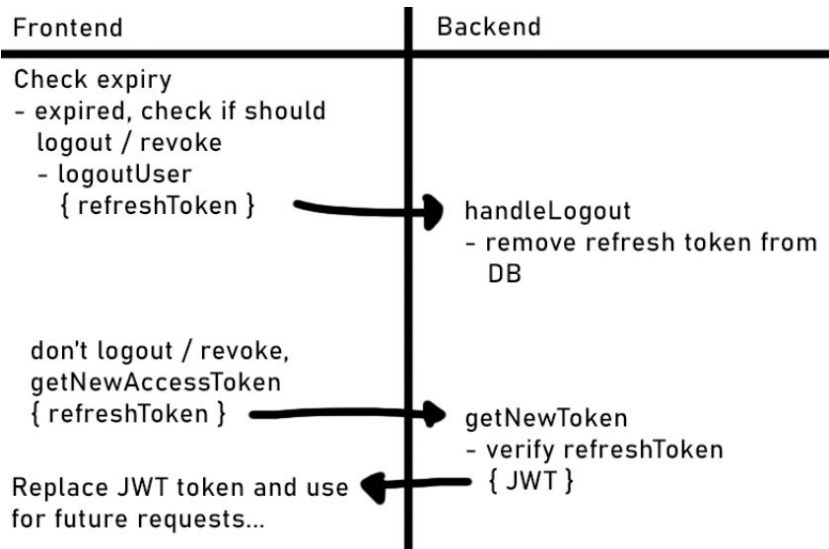 Frontend
Backend
Check expiry
- expired, check if should
logout / revoke
- logoutUser
{ refreshToken }
handleLogout
- remove refresh token from
DB
don't logout / revoke,
getNewAccessToken
{ refreshToken }
getNewToken
- verify refreshToken
{ JWT }
Replace JWT token and use
for future requests...